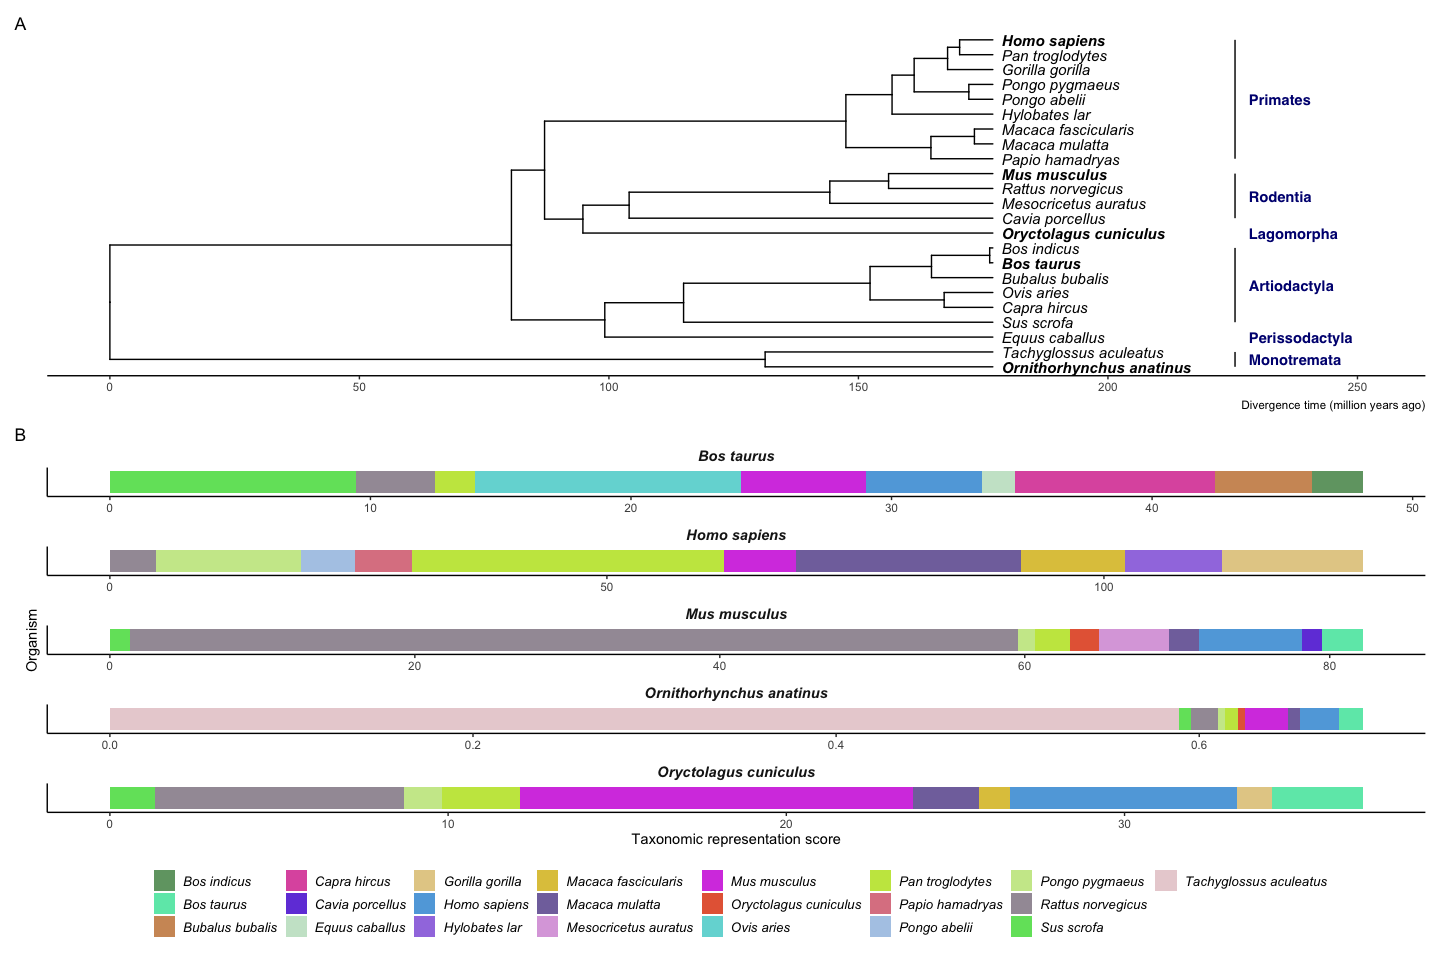 A
Homo sapiens
Pan troglodytes
Gorilla gorilla
Pongo pygmaeus
Pongo abelii
Primates
Hylobates lar
Macaca fascicularis
Macaca mulatta
Papio hamadryas
Mus musculus
Rattus norvegicus
Rodentia
Mesocricetus auratus
Cavia porcellus
Oryctolagus cuniculus
Lagomorpha
Bos indicus
Bos taurus
Bubalus bubalis
Artiodactyla
Ovis aries
Capra hircus
Sus scrofa
Equus caballus
Perissodactyla
Tachyglossus aculeatus
Monotremata
Ornithorhynchus anatinus
0 50 100 150 200 250
Divergence time (million years ago)
B
Bos taurus
0 10 20 30 40 50
Homo sapiens
0 50 100
Mus musculus
Organism
0 20 40 60 80
Ornithorhynchus anatinus
0.0 0.2 0.4 0.6
Oryctolagus cuniculus
0 10 20 30
Taxonomic representation score
Bos indicus Capra hircus Gorilla gorilla Macaca fascicularis Mus musculus Pan troglodytes Pongo pygmaeus Tachyglossus aculeatus
Bos taurus Cavia porcellus Homo sapiens Macaca mulatta Oryctolagus cuniculus Papio hamadryas Rattus norvegicus
Bubalus bubalis Equus caballus Hylobates lar Mesocricetus auratus Ovis aries Pongo abelii Sus scrofa